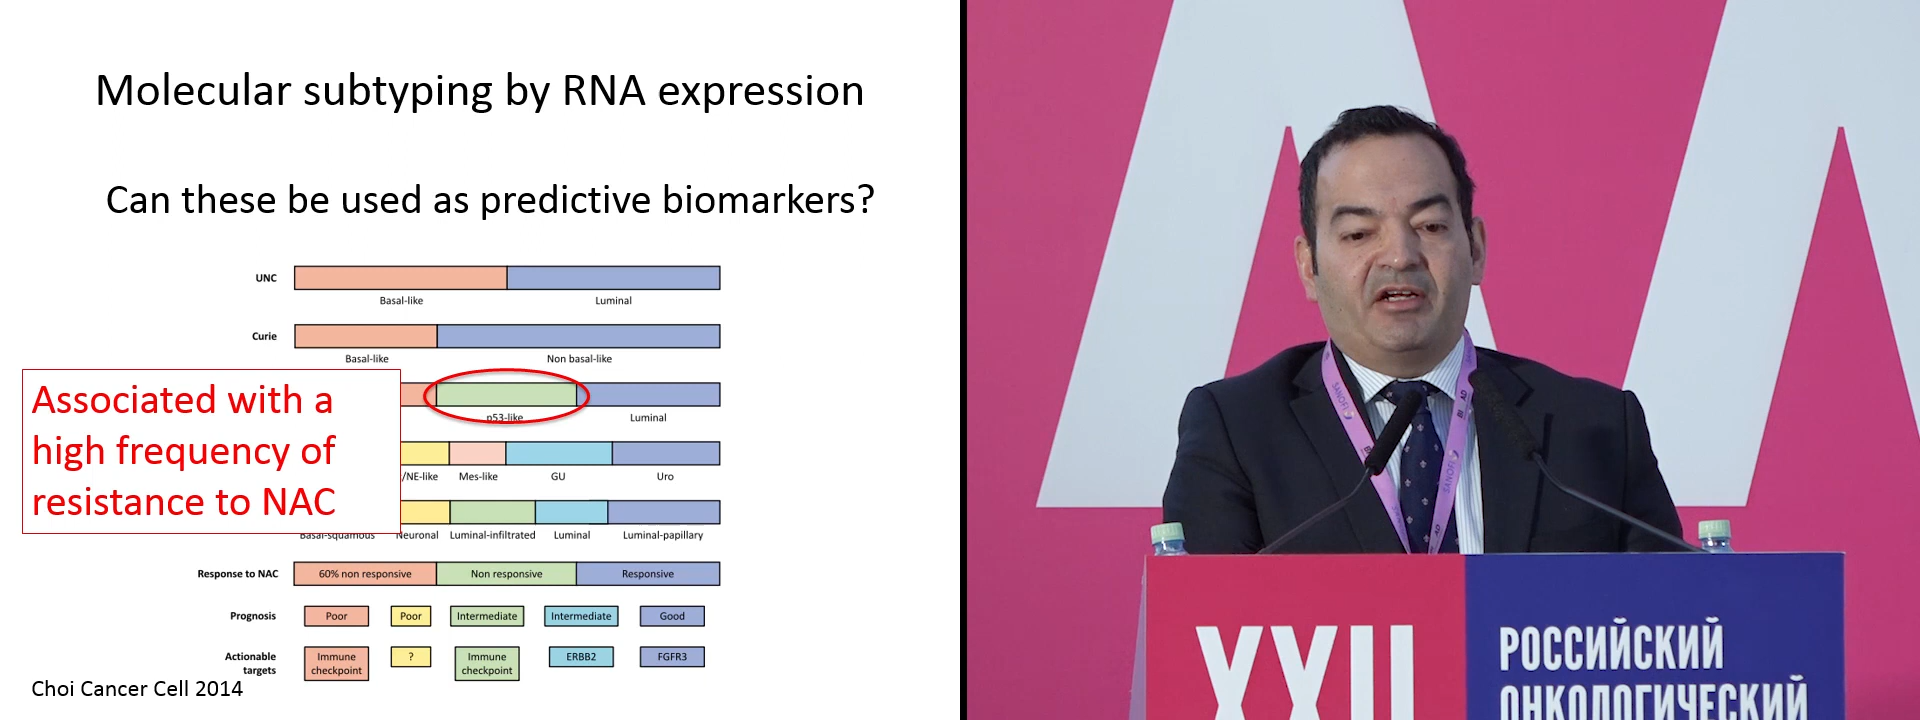 Molecular subtyping by RNA expression
Can these be used as predictive biomarkers?
UNC
Basal-like
Luminal
Curie
Basal-like
Non basal-like
Associated with a
high frequency of
resistance to NAC
p53-like
Luminal
/NE-like
Mes-like
GU
Uro
Basal-squamous
Neuronal
Luminal-infiltrated
Luminal
Luminal-papillary
Response to NAC
60% non responsive
Non responsive
Responsive
Prognosis
Poor
Poor
Intermediate
Intermediate
Good
Actionable
targets
Immune
checkpoint
?
Immune
checkpoint
ERBB2
FGFR3
Choi Cancer Cell 2014
SANOFI
SANOFI
XXII
РОССИЙСКИЙ
ОНКОЛОГИЧЕСКИЙ